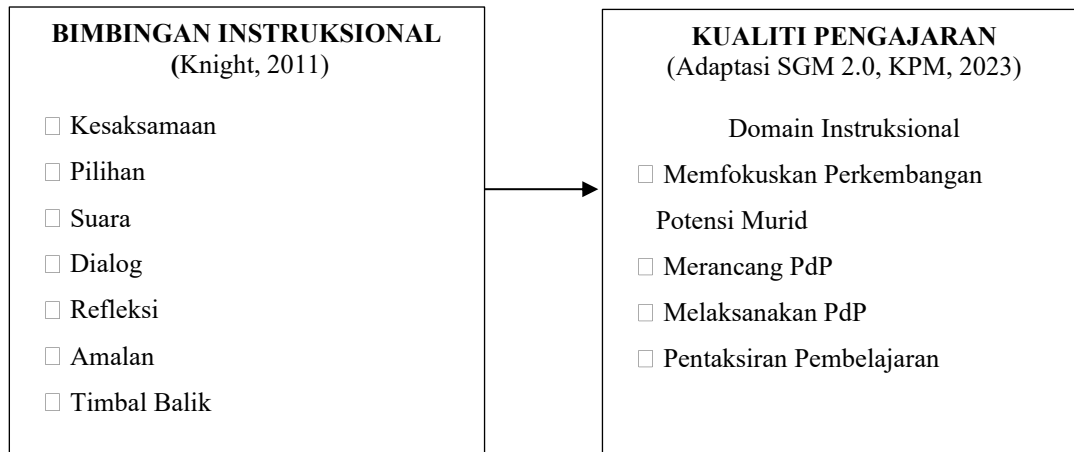 BIMBINGAN INSTRUKSIONAL
(Knight, 2011)
□ Kesaksamaan
□ Pilihan
□ Suara
□ Dialog
□ Refleksi
□ Amalan
□ Timbal Balik
KUALITI PENGAJARAN
(Adaptasi SGM 2.0, KPM, 2023)
Domain Instruksional
□ Memfokuskan Perkembangan
Potensi Murid
□ Merancang PdP
□ Melaksanakan PdP
□ Pentaksiran Pembelajaran